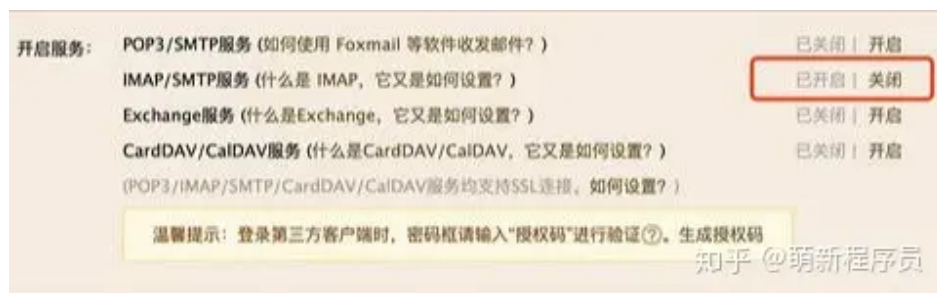 开启服务： POP3/SMTP服务 (如何使用 Foxmail 等软件收发邮件？) 已关闭 | 开启
IMAP/SMTP服务 (什么是 IMAP，它又是如何设置？) 已开启 | 关闭
Exchange服务 (什么是Exchange，它又是如何设置？) 已关闭 | 开启
CardDAV/CalDAV服务 (什么是CardDAV/CalDAV，它又是如何设置？) 已关闭 | 开启
(POP3/IMAP/SMTP/CardDAV/CalDAV服务均支持SSL连接。如何设置？)
温馨提示：登录第三方客户端时，密码框请输入“授权码”进行验证?。生成授权码
知乎 @萌新程序员